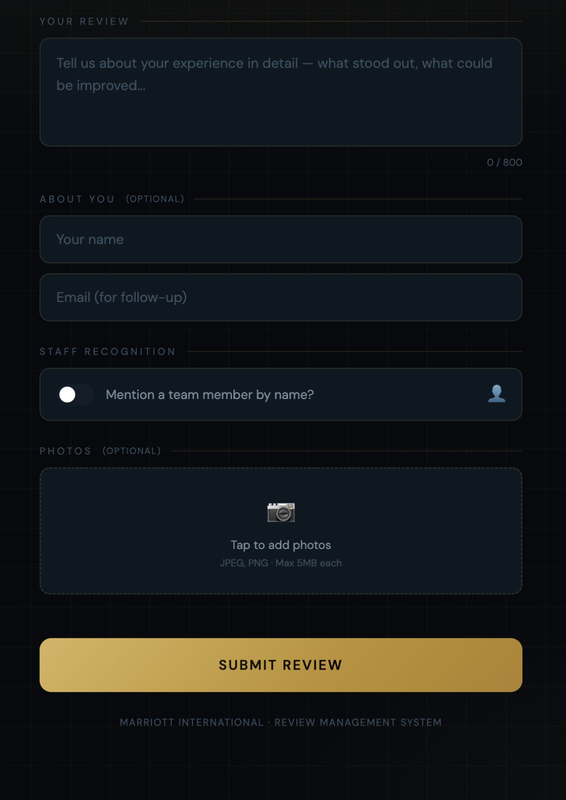 YOUR REVIEW
Tell us about your experience in detail — what stood out, what could
be improved...
0 / 800
ABOUT YOU (OPTIONAL)
Your name
Email (for follow-up)
STAFF RECOGNITION
Mention a team member by name?
PHOTOS (OPTIONAL)
Tap to add photos
JPEG, PNG · Max 5MB each
SUBMIT REVIEW
MARRIOTT INTERNATIONAL · REVIEW MANAGEMENT SYSTEM